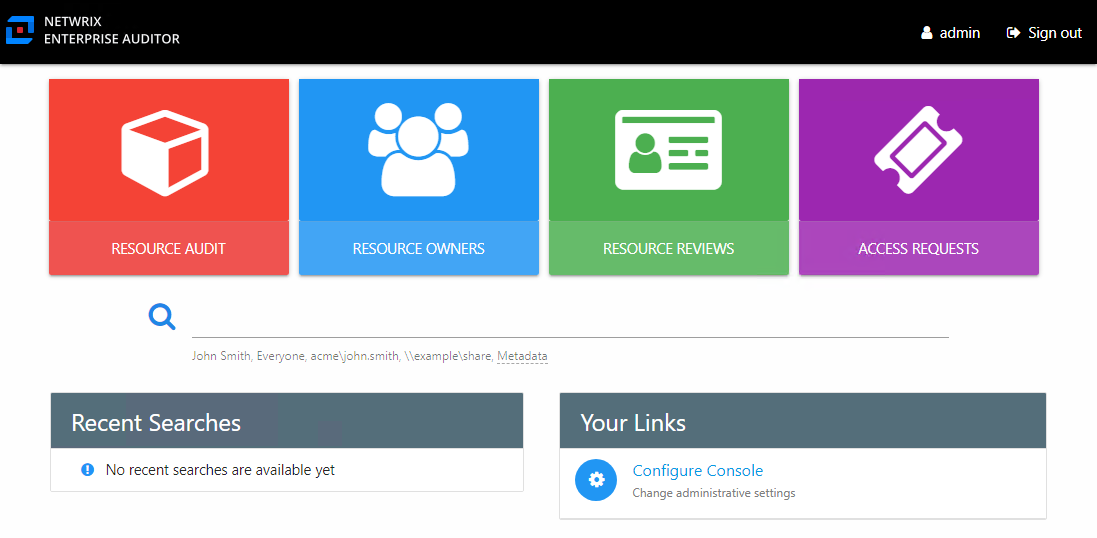 NETWRIX
ENTERPRISE AUDITOR
admin
Sign out
RESOURCE AUDIT
RESOURCE OWNERS
RESOURCE REVIEWS
ACCESS REQUESTS
John Smith, Everyone, acme\john.smith, \\example\share, Metadata
Recent Searches
No recent searches are available yet
Your Links
Configure Console
Change administrative settings